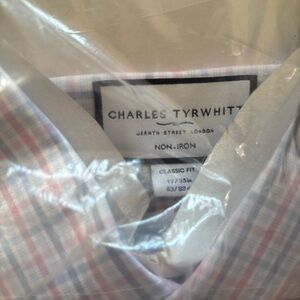 CHARLES TYRWHITT
JERMYN STREET LONDON
NON-IRON
CLASSIC FIT